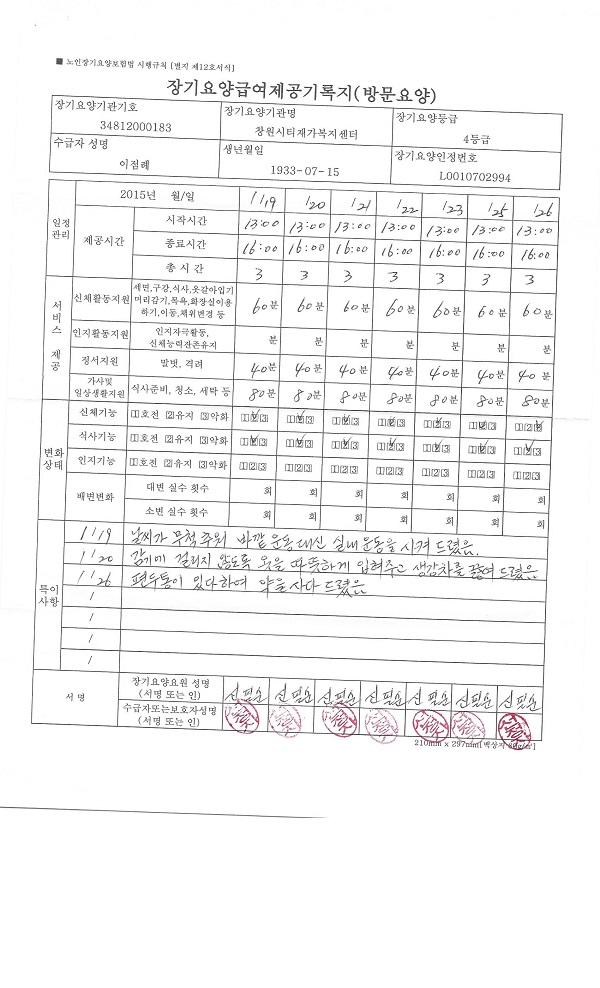 ■ 노인장기요양보험법 시행규칙 [별지 제12호서식]
장기요양급여제공기록지(방문요양)
장기요양기관기호 장기요양기관명 장기요양등급
34812000183 창원시티재가복지센터 4등급
수급자 성명 생년월일 장기요양인정번호
이점례 1933-07-15 L0010702994
2015년 월/일 1/19 1/20 1/21 1/22 1/23 1/25 1/26
일정관리 제공시간 시작시간 13:00 13:00 13:00 13:00 13:00 13:00 13:00
종료시간 16:00 16:00 16:00 16:00 16:00 16:00 16:00
총 시 간 3 3 3 3 3 3 3
서비스 제공 신체활동지원 세면,구강,식사,옷갈아입기
머리감기,목욕,화장실이용
하기,이동,체위변경 등 60분 60분 60분 60분 60분 60분 60분
인지활동지원 인지자극활동,
신체능력잔존유지 분 분 분 분 분 분 분
정서지원 말벗, 격려 40분 40분 40분 40분 40분 40분 40분
가사및
일상생활지원 식사준비, 청소, 세탁 등 80분 80분 80분 80분 80분 80분 80분
변화상태 신체기능 1호전 2유지 3악화 123 123 123 123 123 123 123
식사기능 1호전 2유지 3악화 123 123 123 123 123 123 123
인지기능 1호전 2유지 3악화 123 123 123 123 123 123 123
배변변화 대변 실수 횟수 회 회 회 회 회 회 회
소변 실수 횟수 회 회 회 회 회 회 회
특이사항 1/19 날씨가 무척 추워 바깥 운동 대신 실내 운동을 시켜 드렸음.
1/20 감기에 걸리지 않도록 옷을 따뜻하게 입혀주고 생강차를 끓여 드렸음
1/26 편두통이 있다하여 약을 사다 드렸음
/
/
/
/
서 명 장기요양요원 성명
(서명 또는 인) 신필순 신필순 신필순 신필순 신필순 신필순 신필순
수급자또는보호자성명
(서명 또는 인)
210mm x 297mm[백상지 80g/㎡]